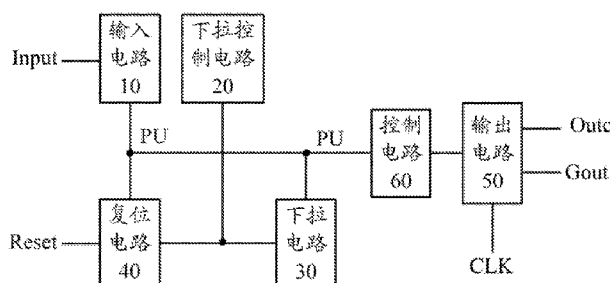 输入
电路
10
下拉控
制电路
20
Input
PU
PU
控制
电路
60
输出
电路
50
Outc
Gout
CLK
Reset
复位
电路
40
下拉
电路
30